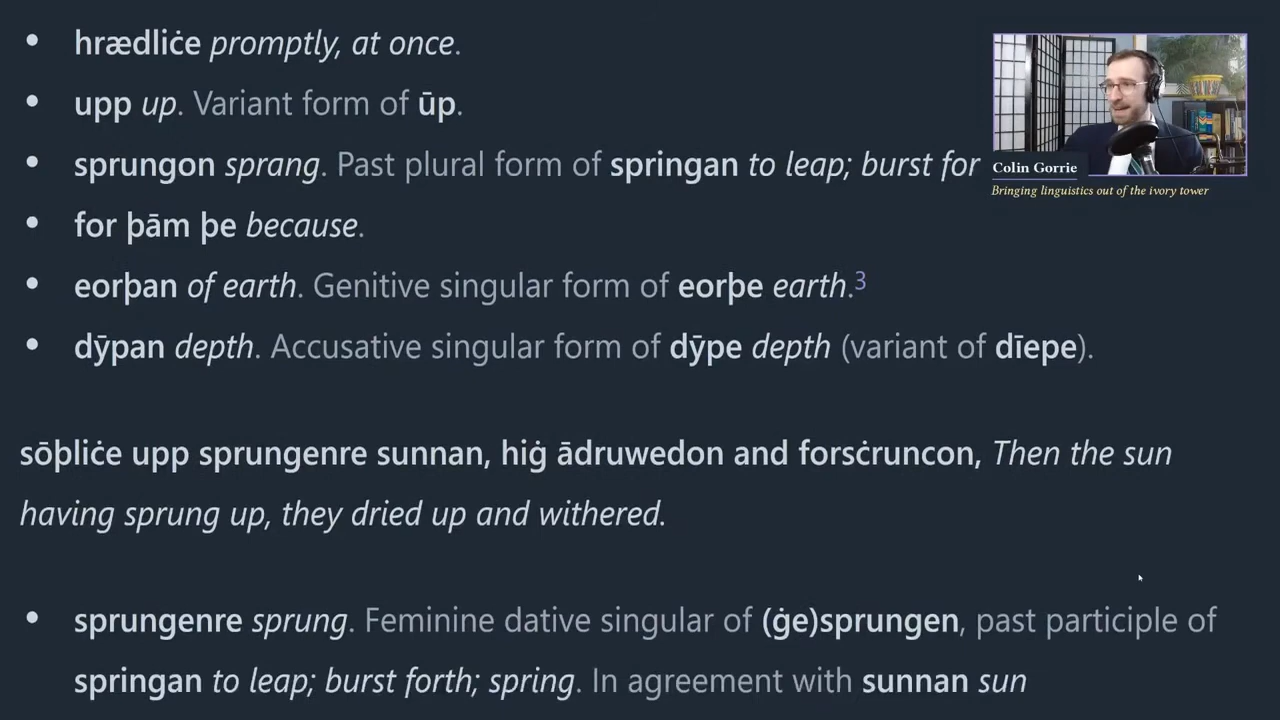 • hrædliċe promptly, at once.
• upp up. Variant form of ūp.
• sprungon sprang. Past plural form of springan to leap; burst for
Colin Gorrie
Bringing linguistics out of the ivory tower
• for þām þe because.
• eorþan of earth. Genitive singular form of eorþe earth.3
• dȳpan depth. Accusative singular form of dȳpe depth (variant of dīepe).
sōþliċe upp sprungenre sunnan, hiġ ādruwedon and forsċruncon, Then the sun
having sprung up, they dried up and withered.
• sprungenre sprung. Feminine dative singular of (ġe)sprungen, past participle of
springan to leap; burst forth; spring. In agreement with sunnan sun